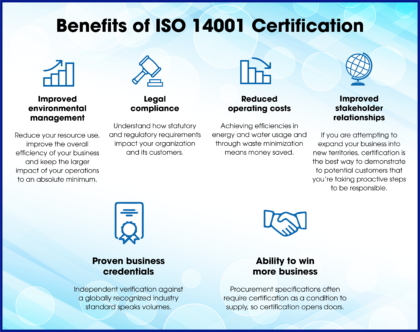 Benefits of ISO 14001 Certification
Improved
environmental
management
Reduce your resource use,
improve the overall
efficiency of your business
and keep the larger
impact of your operations
to an absolute minimum.
Legal
compliance
Understand how statutory
and regulatory requirements
impact your organization
and its customers.
Reduced
operating costs
Achieving efficiencies in
energy and water usage and
through waste minimization
means money saved.
Improved
stakeholder
relationships
If you are attempting to
expand your business into
new territories, certification is
the best way to demonstrate
to potential customers that
you're taking proactive steps
to be responsible.
Proven business
credentials
Independent verification against
a globally recognized industry
standard speaks volumes.
Ability to win
more business
Procurement specifications often
require certification as a condition to
supply, so certification opens doors.